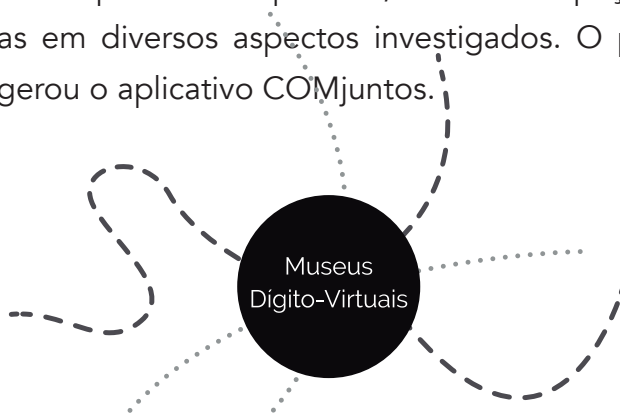 as em diversos aspectos investigados. O
gerou o aplicativo COMjuntos.
Museus
Dígito-Virtuais